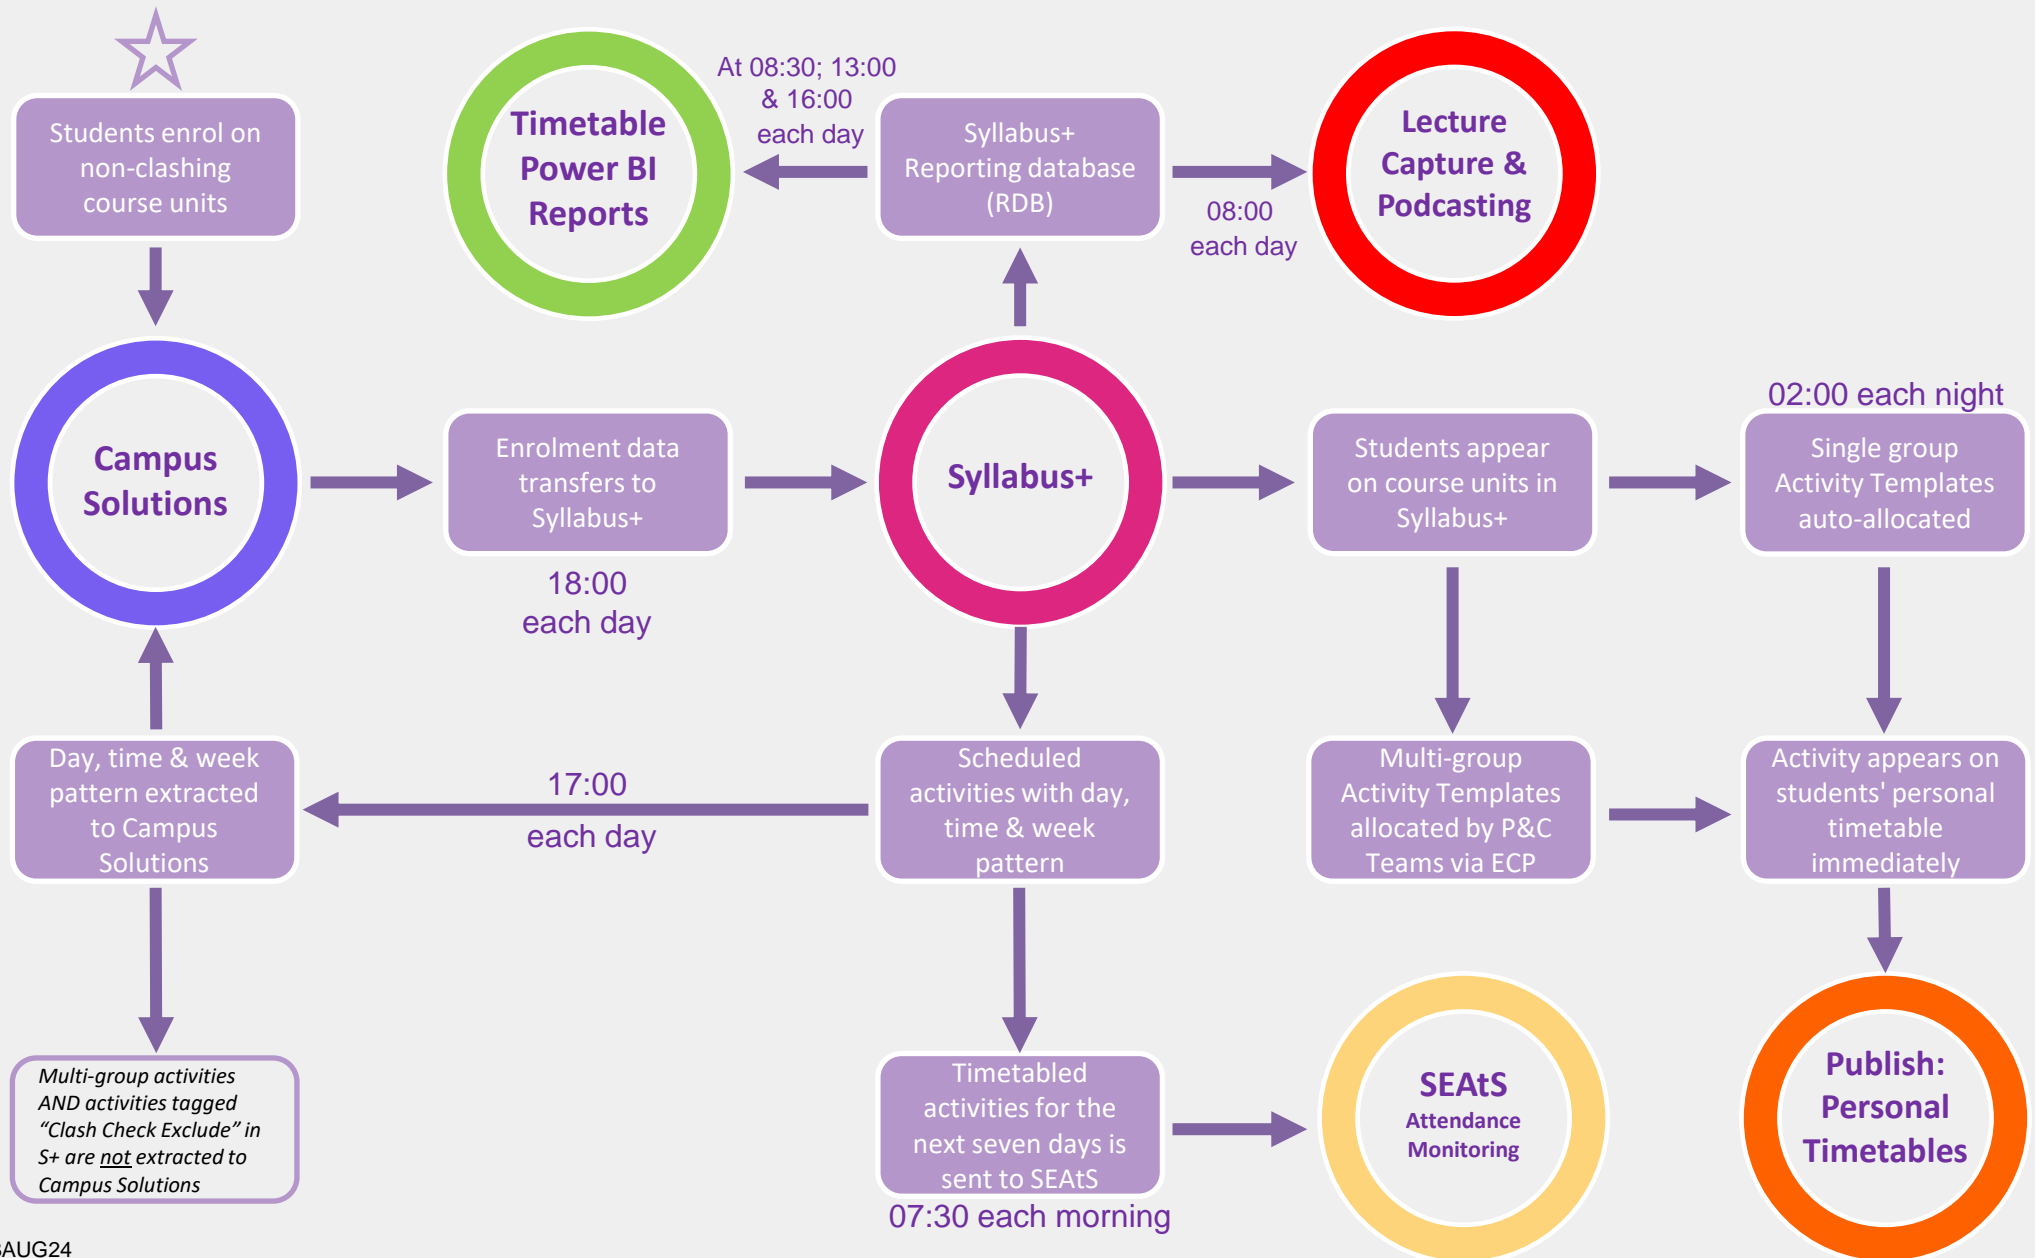 Students enrol on
non-clashing
course units
Timetable
Power BI
Reports
At 08:30; 13:00
& 16:00
each day
Syllabus+
Reporting database
(RDB)
08:00
each day
Lecture
Capture &
Podcasting
Campus
Solutions
Enrolment data
transfers to
Syllabus+
18:00
each day
Syllabus+
Students appear
on course units in
Syllabus+
02:00 each night
Single group
Activity Templates
auto-allocated
Day, time & week
pattern extracted
to Campus
Solutions
17:00
each day
Scheduled
activities with day,
time & week
pattern
Multi-group
Activity Templates
allocated by P&C
Teams via ECP
Activity appears on
students' personal
timetable
immediately
Multi-group activities
AND activities tagged
“Clash Check Exclude” in
S+ are not extracted to
Campus Solutions
Timetabled
activities for the
next seven days is
sent to SEAtS
07:30 each morning
SEAtS
Attendance
Monitoring
Publish:
Personal
Timetables
AUG24